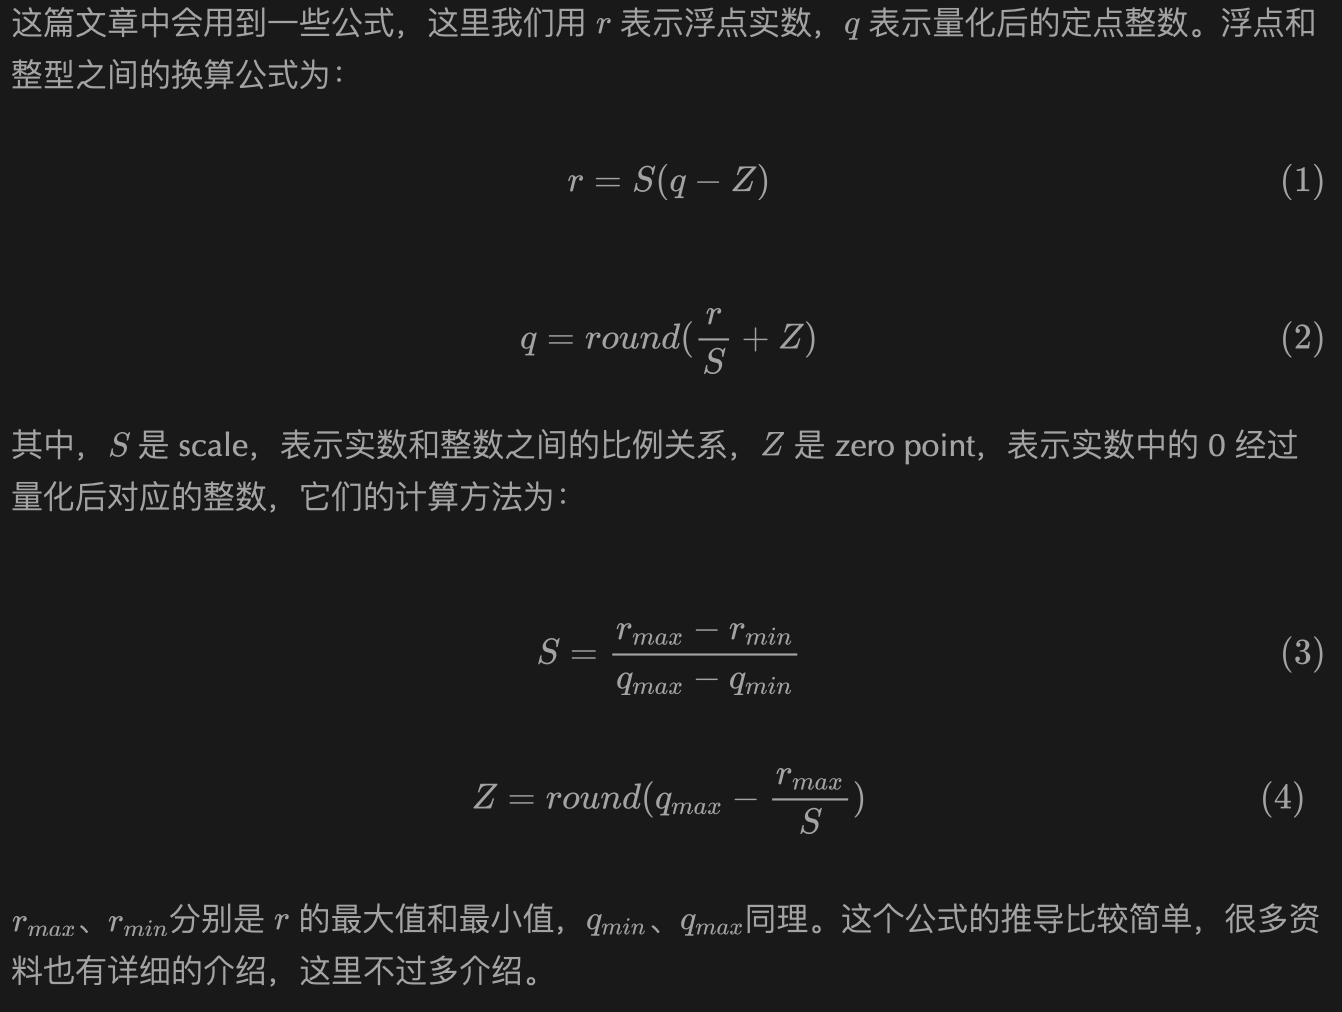 这篇文章中会用到一些公式，这里我们用 r 表示浮点实数，q 表示量化后的定点整数。浮点和
整型之间的换算公式为：
r = S(q − Z) (1)
q = round(\frac{r}{S} + Z) (2)
其中，S 是 scale，表示实数和整数之间的比例关系，Z 是 zero point，表示实数中的 0 经过
量化后对应的整数，它们的计算方法为：
S = \frac{r_{max} − r_{min}}{q_{max} − q_{min}} (3)
Z = round(q_{max} − \frac{r_{max}}{S}) (4)
r_{max}、r_{min}分别是 r 的最大值和最小值，q_{min}、q_{max}同理。这个公式的推导比较简单，很多资
料也有详细的介绍，这里不过多介绍。